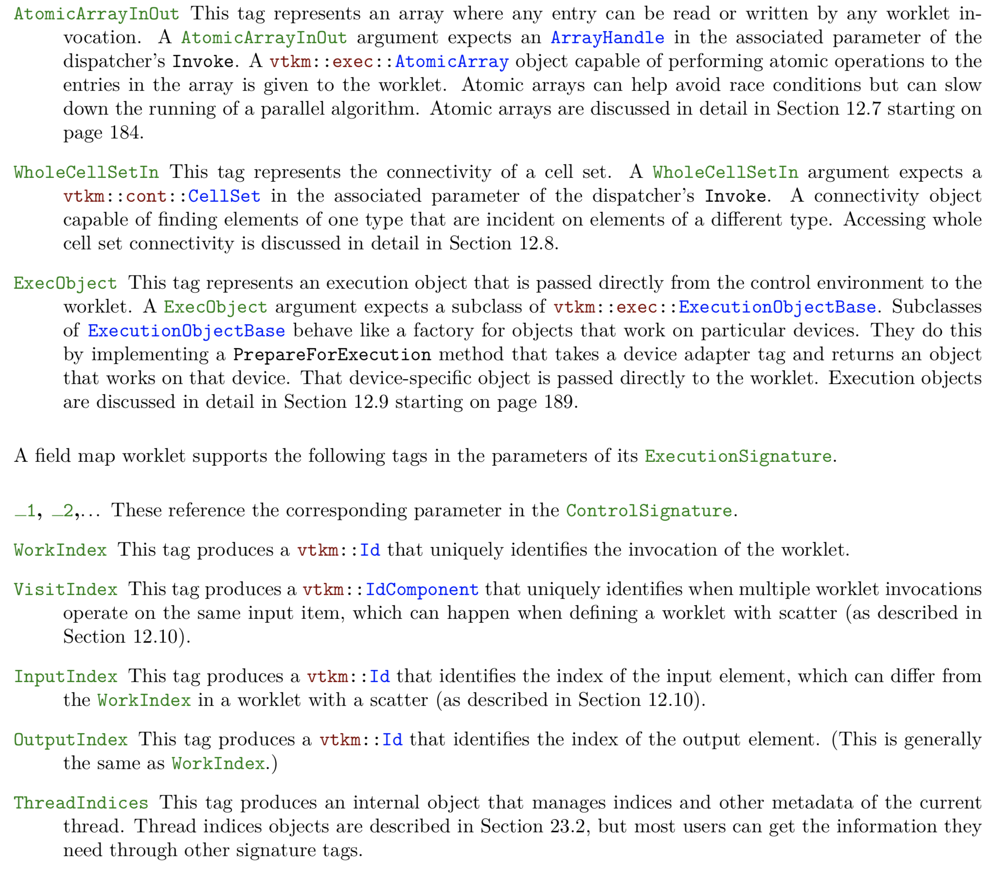 AtomicArrayInOut This tag represents an array where any entry can be read or written by any worklet in-
vocation. A AtomicArrayInOut argument expects an ArrayHandle in the associated parameter of the
dispatcher's Invoke. A vtkm::exec::AtomicArray object capable of performing atomic operations to the
entries in the array is given to the worklet. Atomic arrays can help avoid race conditions but can slow
down the running of a parallel algorithm. Atomic arrays are discussed in detail in Section 12.7 starting on
page 184.
WholeCellSetIn This tag represents the connectivity of a cell set. A WholeCellSetIn argument expects a
vtkm::cont::CellSet in the associated parameter of the dispatcher's Invoke. A connectivity object
capable of finding elements of one type that are incident on elements of a different type. Accessing whole
cell set connectivity is discussed in detail in Section 12.8.
ExecObject This tag represents an execution object that is passed directly from the control environment to the
worklet. A ExecObject argument expects a subclass of vtkm::exec::ExecutionObjectBase. Subclasses
of ExecutionObjectBase behave like a factory for objects that work on particular devices. They do this
by implementing a PrepareForExecution method that takes a device adapter tag and returns an object
that works on that device. That device-specific object is passed directly to the worklet. Execution objects
are discussed in detail in Section 12.9 starting on page 189.
A field map worklet supports the following tags in the parameters of its ExecutionSignature.
_1, _2,... These reference the corresponding parameter in the ControlSignature.
WorkIndex This tag produces a vtkm::Id that uniquely identifies the invocation of the worklet.
VisitIndex This tag produces a vtkm::IdComponent that uniquely identifies when multiple worklet invocations
operate on the same input item, which can happen when defining a worklet with scatter (as described in
Section 12.10).
InputIndex This tag produces a vtkm::Id that identifies the index of the input element, which can differ from
the WorkIndex in a worklet with a scatter (as described in Section 12.10).
OutputIndex This tag produces a vtkm::Id that identifies the index of the output element. (This is generally
the same as WorkIndex.)
ThreadIndices This tag produces an internal object that manages indices and other metadata of the current
thread. Thread indices objects are described in Section 23.2, but most users can get the information they
need through other signature tags.